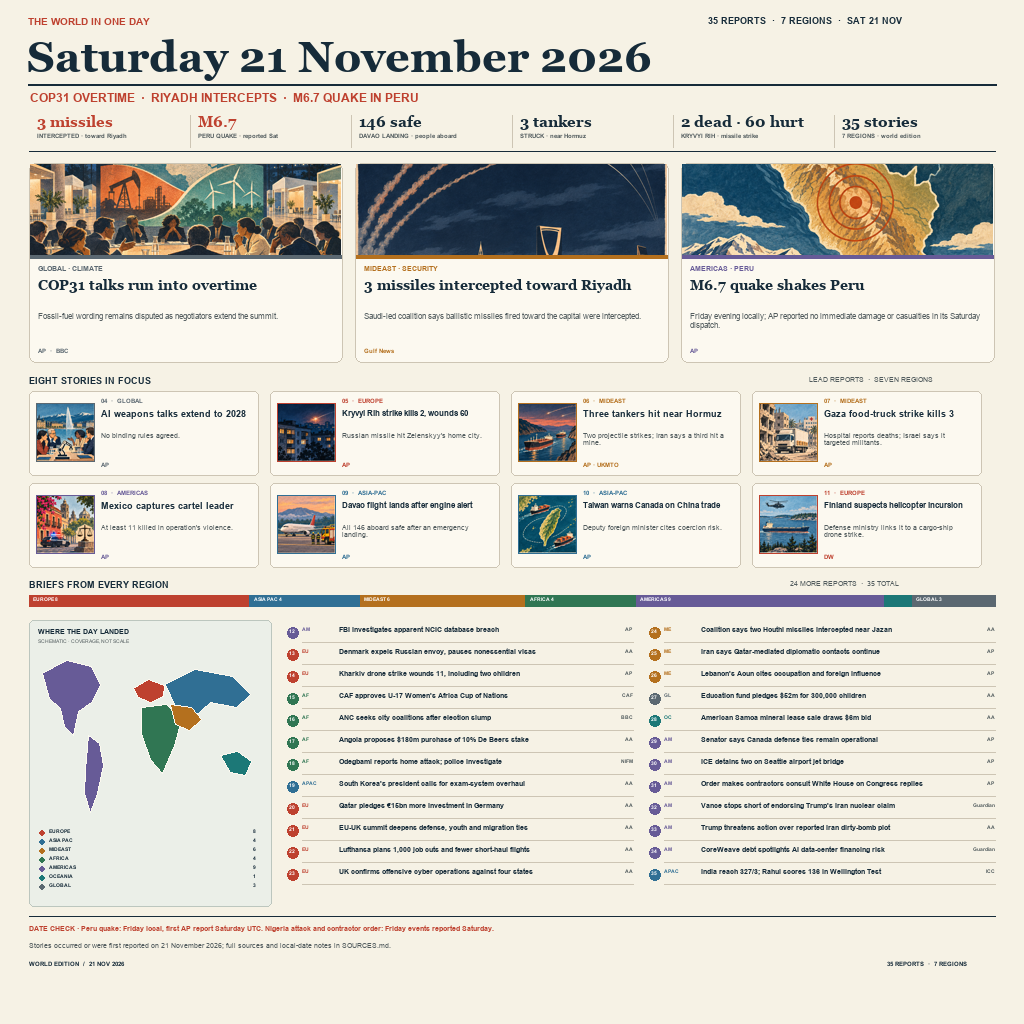 THE WORLD IN ONE DAY
35 REPORTS · 7 REGIONS · SAT 21 NOV
Saturday 21 November 2026
COP31 OVERTIME · RIYADH INTERCEPTS · M6.7 QUAKE IN PERU
3 missiles
INTERCEPTED · toward Riyadh
M6.7
PERU QUAKE · reported Sat
146 safe
DAVAO LANDING · people aboard
3 tankers
STRUCK · near Hormuz
2 dead · 60 hurt
KRYVYI RIH · missile strike
35 stories
7 REGIONS · world edition
GLOBAL · CLIMATE
COP31 talks run into overtime
Fossil-fuel wording remains disputed as negotiators extend the summit.
AP · BBC
MIDEAST · SECURITY
3 missiles intercepted toward Riyadh
Saudi-led coalition says ballistic missiles fired toward the capital were intercepted.
Gulf News
AMERICAS · PERU
M6.7 quake shakes Peru
Friday evening locally; AP reported no immediate damage or casualties in its Saturday
dispatch.
AP
EIGHT STORIES IN FOCUS
LEAD REPORTS · SEVEN REGIONS
04 · GLOBAL
AI weapons talks extend to 2028
No binding rules agreed.
AP
05 · EUROPE
Kryvyi Rih strike kills 2, wounds 60
Russian missile hit Zelenskyy's home city.
AP
06 · MIDEAST
Three tankers hit near Hormuz
Two projectile strikes; Iran says a third hit a
mine.
AP · UKMTO
07 · MIDEAST
Gaza food-truck strike kills 3
Hospital reports deaths; Israel says it
targeted militants.
AP
08 · AMERICAS
Mexico captures cartel leader
At least 11 killed in operation's violence.
AP
09 · ASIA-PAC
Davao flight lands after engine alert
All 146 aboard safe after an emergency
landing.
AP
10 · ASIA-PAC
Taiwan warns Canada on China trade
Deputy foreign minister cites coercion risk.
AP
11 · EUROPE
Finland suspects helicopter incursion
Defense ministry links it to a cargo-ship
drone strike.
DW
BRIEFS FROM EVERY REGION
24 MORE REPORTS · 35 TOTAL
EUROPE 8
ASIA PAC 4
MIDEAST 6
AFRICA 4
AMERICAS 9
GLOBAL 3
WHERE THE DAY LANDED
SCHEMATIC · COVERAGE, NOT SCALE
EUROPE 8
ASIA PAC 4
MIDEAST 6
AFRICA 4
AMERICAS 9
OCEANIA 1
GLOBAL 3
12 AM FBI investigates apparent NCIC database breach AP
13 EU Denmark expels Russian envoy, pauses nonessential visas AA
14 EU Kharkiv drone strike wounds 11, including two children AP
15 AF CAF approves U-17 Women's Africa Cup of Nations CAF
16 AF ANC seeks city coalitions after election slump BBC
17 AF Angola proposes $180m purchase of 10% De Beers stake AA
18 AF Odegbami reports home attack; police investigate NIFM
19 APAC South Korea's president calls for exam-system overhaul AA
20 EU Qatar pledges €15bn more investment in Germany AA
21 EU EU-UK summit deepens defense, youth and migration ties AA
22 EU Lufthansa plans 1,000 job cuts and fewer short-haul flights AA
23 EU UK confirms offensive cyber operations against four states AA
24 ME Coalition says two Houthi missiles intercepted near Jazan AA
25 ME Iran says Qatar-mediated diplomatic contacts continue AP
26 ME Lebanon's Aoun cites occupation and foreign influence AP
27 GL Education fund pledges $52m for 300,000 children AA
28 OC American Samoa mineral lease sale draws $6m bid AA
29 AM Senator says Canada defense ties remain operational AP
30 AM ICE detains two on Seattle airport jet bridge AP
31 AM Order makes contractors consult White House on Congress replies AP
32 AM Vance stops short of endorsing Trump's Iran nuclear claim Guardian
33 AM Trump threatens action over reported Iran dirty-bomb plot AA
34 AM CoreWeave debt spotlights AI data-center financing risk Guardian
35 APAC India reach 327/3; Rahul scores 136 in Wellington Test ICC
DATE CHECK · Peru quake: Friday local, first AP report Saturday UTC. Nigeria attack and contractor order: Friday events reported Saturday.
Stories occurred or were first reported on 21 November 2026; full sources and local-date notes in SOURCES.md.
WORLD EDITION / 21 NOV 2026
35 REPORTS · 7 REGIONS